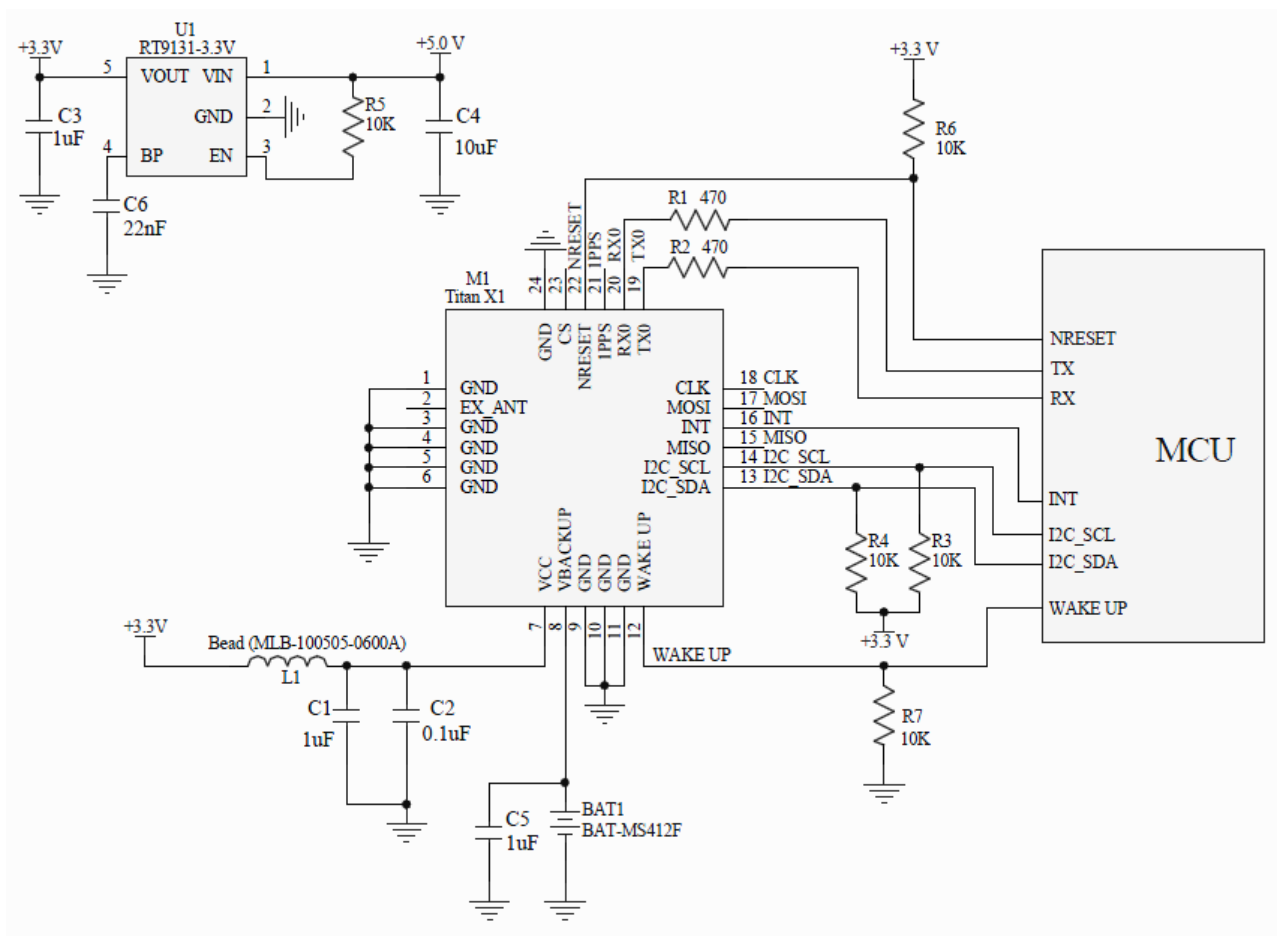 U1
RT9131-3.3V
+3.3V
+5.0 V
5 VOUT VIN 1
GND 2
4 BP EN 3
C3
1uF
R5
10K
C4
10uF
C6
22nF
+3.3 V
R6
10K
R1 470
R2 470
NRESET
1PPS
RX0
TX0
24
23
22
21
20
19
M1
Titan X1
GND
CS
NRESET
1PPS
RX0
TX0
1 GND
2 EX_ANT
3 GND
4 GND
5 GND
6 GND
CLK 18 CLK
MOSI 17 MOSI
INT 16 INT
MISO 15 MISO
I2C_SCL 14 I2C_SCL
I2C_SDA 13 I2C_SDA
VCC
VBACKUP
GND
GND
GND
WAKE UP
7
8
9
10
11
12
NRESET
TX
RX
MCU
INT
I2C_SCL
I2C_SDA
WAKE UP
R4
10K
R3
10K
+3.3 V
WAKE UP
R7
10K
+3.3V
Bead (MLB-100505-0600A)
L1
C1
1uF
C2
0.1uF
C5
1uF
BAT1
BAT-MS412F